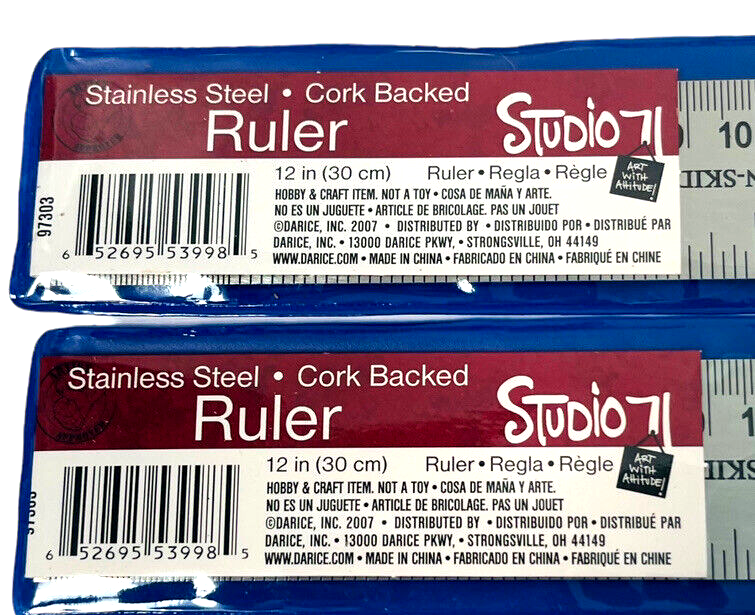 Stainless Steel • Cork Backed
Ruler
STUDIO 71
ART
WITH
Attitude!
12 in (30 cm) Ruler • Regla • Règle
HOBBY & CRAFT ITEM. NOT A TOY • COSA DE MAÑA Y ARTE.
NO ES UN JUGUETE • ARTICLE DE BRICOLAGE. PAS UN JOUET
©DARICE, INC. 2007 • DISTRIBUTED BY • DISTRIBUIDO POR • DISTRIBUÉ PAR
DARICE, INC. • 13000 DARICE PKWY, • STRONGSVILLE, OH 44149
WWW.DARICE.COM • MADE IN CHINA • FABRICADO EN CHINA • FABRIQUÉ EN CHINE
97303
6 52695 53998 5
10
N-SKID
Stainless Steel • Cork Backed
Ruler
STUDIO 71
ART
WITH
Attitude!
12 in (30 cm) Ruler • Regla • Règle
HOBBY & CRAFT ITEM. NOT A TOY • COSA DE MAÑA Y ARTE.
NO ES UN JUGUETE • ARTICLE DE BRICOLAGE. PAS UN JOUET
©DARICE, INC. 2007 • DISTRIBUTED BY • DISTRIBUIDO POR • DISTRIBUÉ PAR
DARICE, INC. • 13000 DARICE PKWY, • STRONGSVILLE, OH 44149
WWW.DARICE.COM • MADE IN CHINA • FABRICADO EN CHINA • FABRIQUÉ EN CHINE
6 52695 53998 5
1